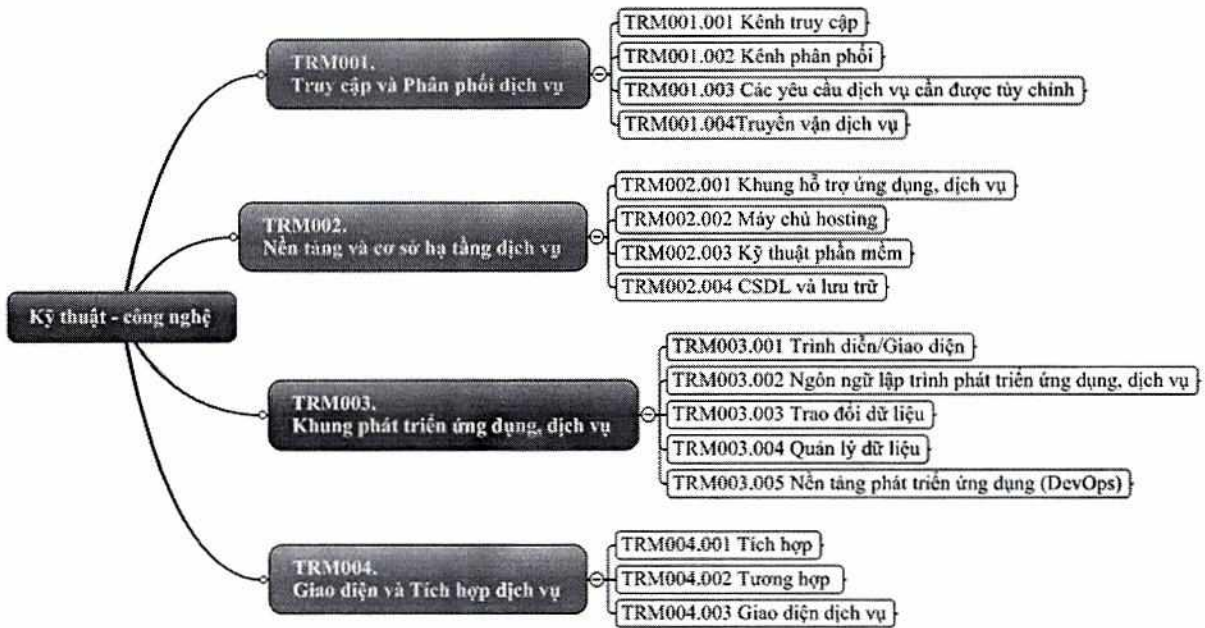 Kỹ thuật - công nghệ
TRM001.
Truy cập và Phân phối dịch vụ
TRM001.001 Kênh truy cập
TRM001.002 Kênh phân phối
TRM001.003 Các yêu cầu dịch vụ cần được tùy chỉnh
TRM001.004Truyền vận dịch vụ
TRM002.
Nền tảng và cơ sở hạ tầng dịch vụ
TRM002.001 Khung hỗ trợ ứng dụng, dịch vụ
TRM002.002 Máy chủ hosting
TRM002.003 Kỹ thuật phần mềm
TRM002.004 CSDL và lưu trữ
TRM003.
Khung phát triển ứng dụng, dịch vụ
TRM003.001 Trình diễn/Giao diện
TRM003.002 Ngôn ngữ lập trình phát triển ứng dụng, dịch vụ
TRM003.003 Trao đổi dữ liệu
TRM003.004 Quản lý dữ liệu
TRM003.005 Nền tảng phát triển ứng dụng (DevOps)
TRM004.
Giao diện và Tích hợp dịch vụ
TRM004.001 Tích hợp
TRM004.002 Tương hợp
TRM004.003 Giao diện dịch vụ